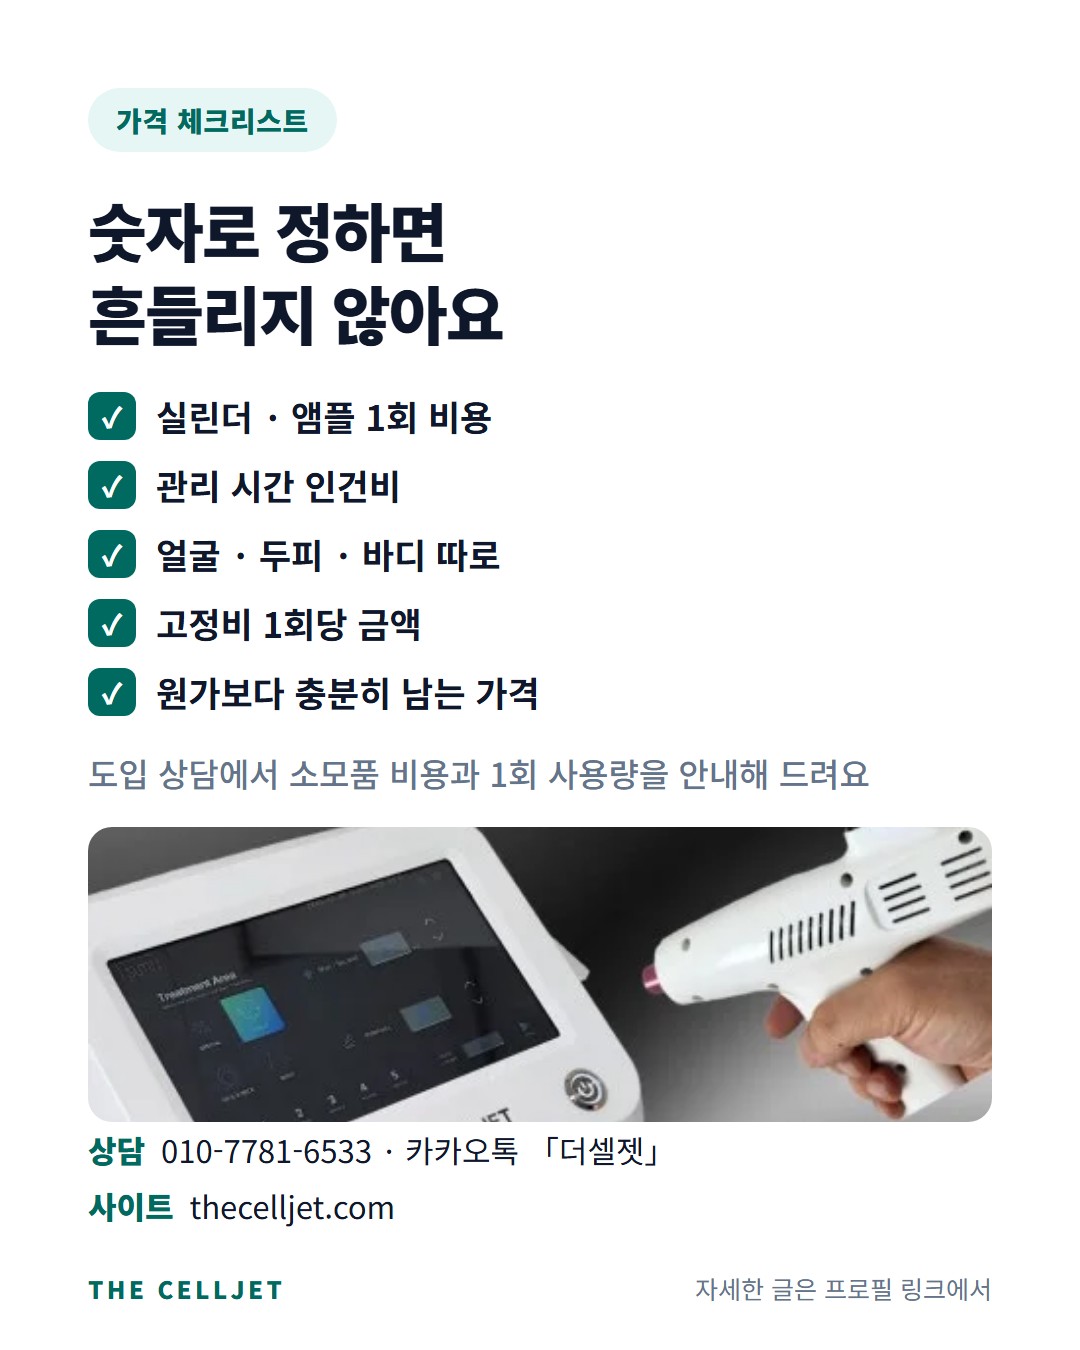 가격 체크리스트
숫자로 정하면
흔들리지 않아요
실린더 · 앰플 1회 비용
관리 시간 인건비
얼굴 · 두피 · 바디 따로
고정비 1회당 금액
원가보다 충분히 남는 가격
도입 상담에서 소모품 비용과 1회 사용량을 안내해 드려요
Treatment Area
2 3 4 5
JET
상담 010-7781-6533 · 카카오톡 「더셀젯」
사이트 thecelljet.com
THE CELLJET
자세한 글은 프로필 링크에서